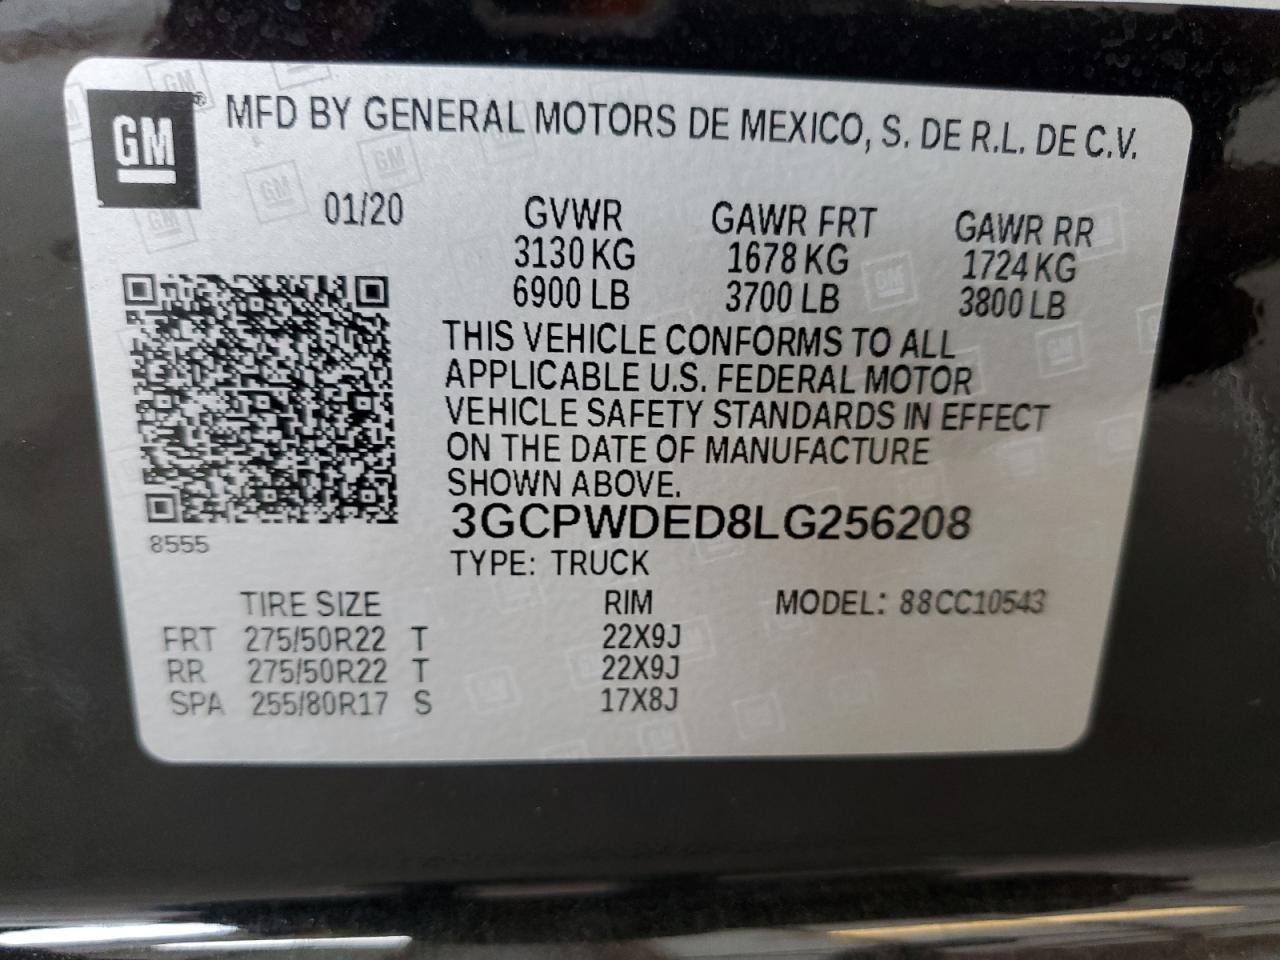 GM ® MFD BY GENERAL MOTORS DE MEXICO, S. DE R.L. DE C.V.
01/20 GVWR GAWR FRT GAWR RR
3130 KG 1678 KG 1724 KG
6900 LB 3700 LB 3800 LB
THIS VEHICLE CONFORMS TO ALL
APPLICABLE U.S. FEDERAL MOTOR
VEHICLE SAFETY STANDARDS IN EFFECT
ON THE DATE OF MANUFACTURE
SHOWN ABOVE.
3GCPWDED8LG256208
8555
TYPE: TRUCK
TIRE SIZE RIM MODEL: 88CC10543
FRT 275/50R22 T 22X9J
RR 275/50R22 T 22X9J
SPA 255/80R17 S 17X8J